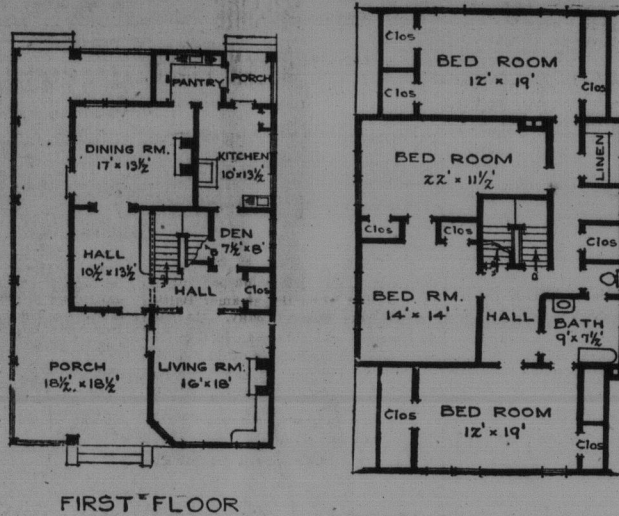 PANTRY
PORCH
DINING RM.
17' x 13½'
KITCHEN
10' x 13½'
DEN
7½' x 8'
HALL
10½' x 13½'
HALL
Clos
PORCH
18½' x 18½'
LIVING RM.
16' x 18'
FIRST FLOOR
Clos
BED ROOM
12' x 19'
Clos
Clos
BED ROOM
22' x 11½'
LINEN
Clos
Clos
Clos
BED RM.
14' x 14'
HALL
BATH
9' x 7½'
Clos
BED ROOM
12' x 19'
Clos